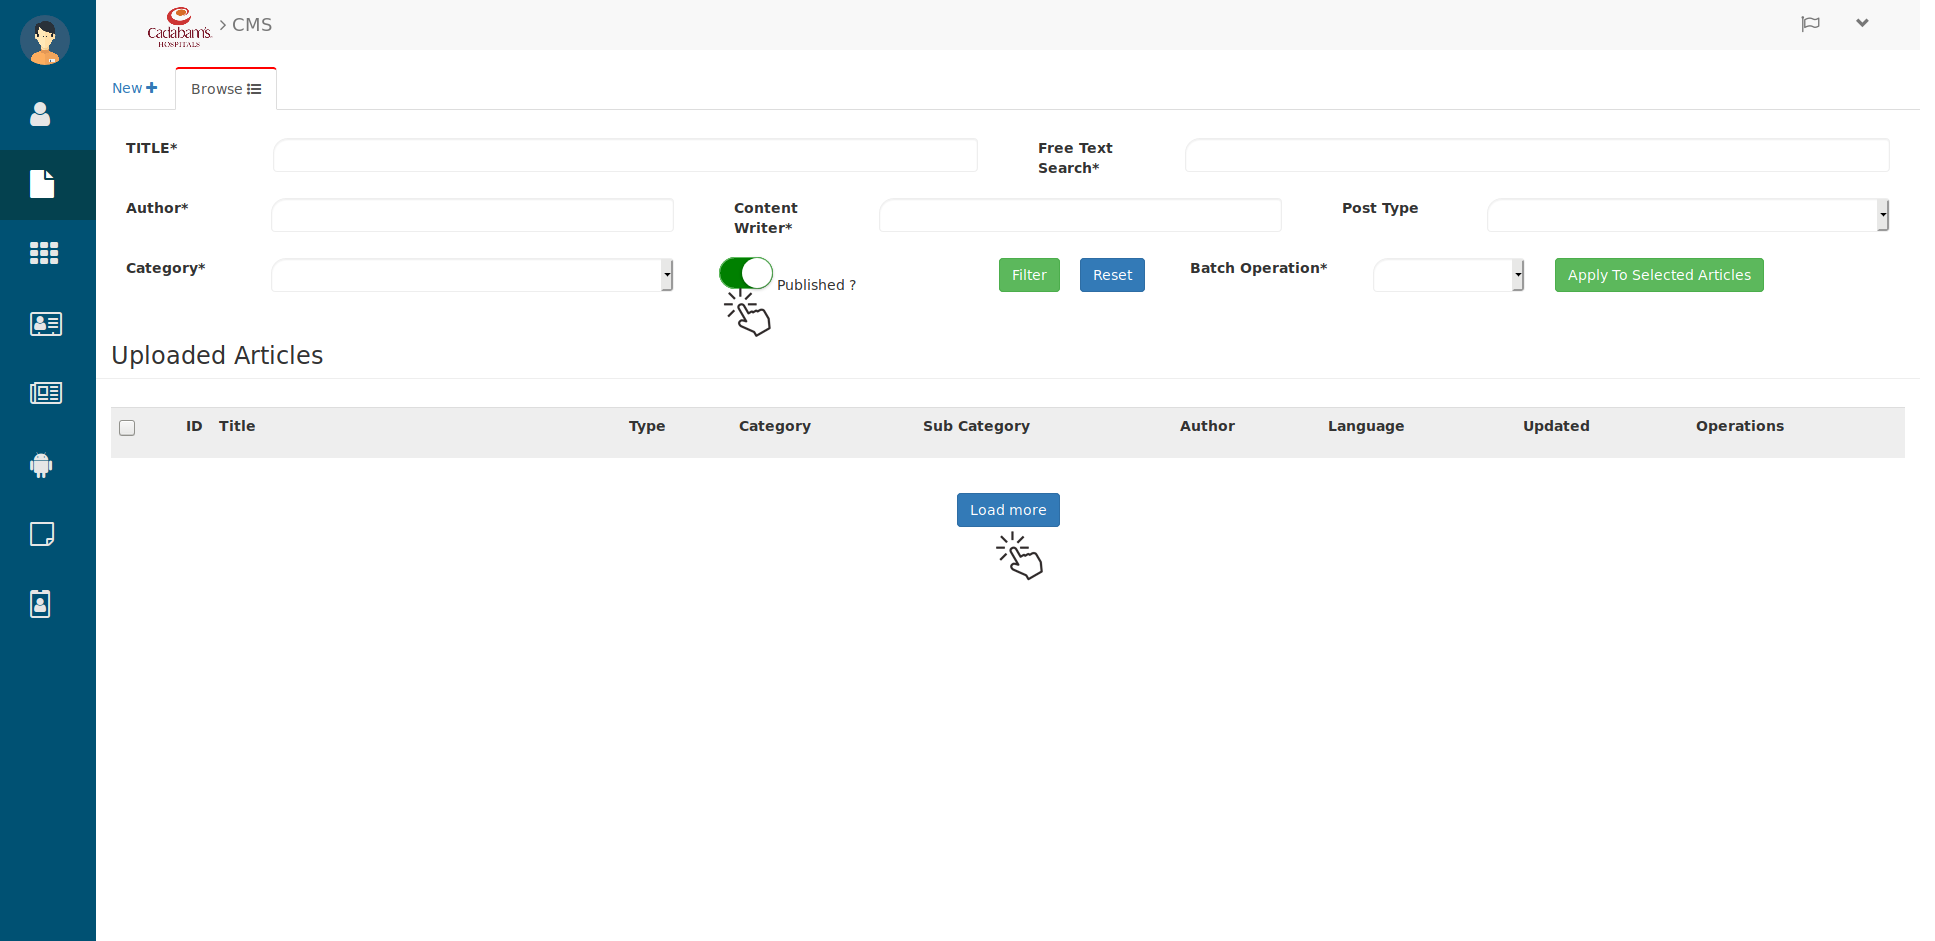 Cadabam's
HOSPITALS
> CMS
New
Browse
TITLE*
Free Text
Search*
Author*
Content
Writer*
Post Type
Category*
Published ?
Filter
Reset
Batch Operation*
Apply To Selected Articles
Uploaded Articles
ID Title Type Category Sub Category Author Language Updated Operations
Load more